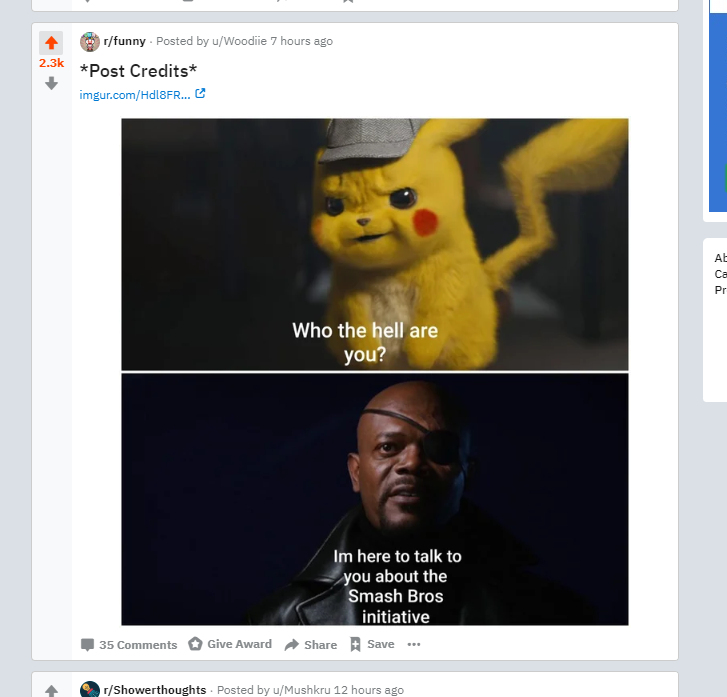 r/funny · Posted by u/Woodiie 7 hours ago
2.3k
*Post Credits*
imgur.com/Hdl8FR...
Who the hell are
you?
Im here to talk to
you about the
Smash Bros
initiative
35 Comments Give Award Share Save ...
r/Showerthoughts · Posted by u/Mushkru 12 hours ago
Ab
Ca
Pr